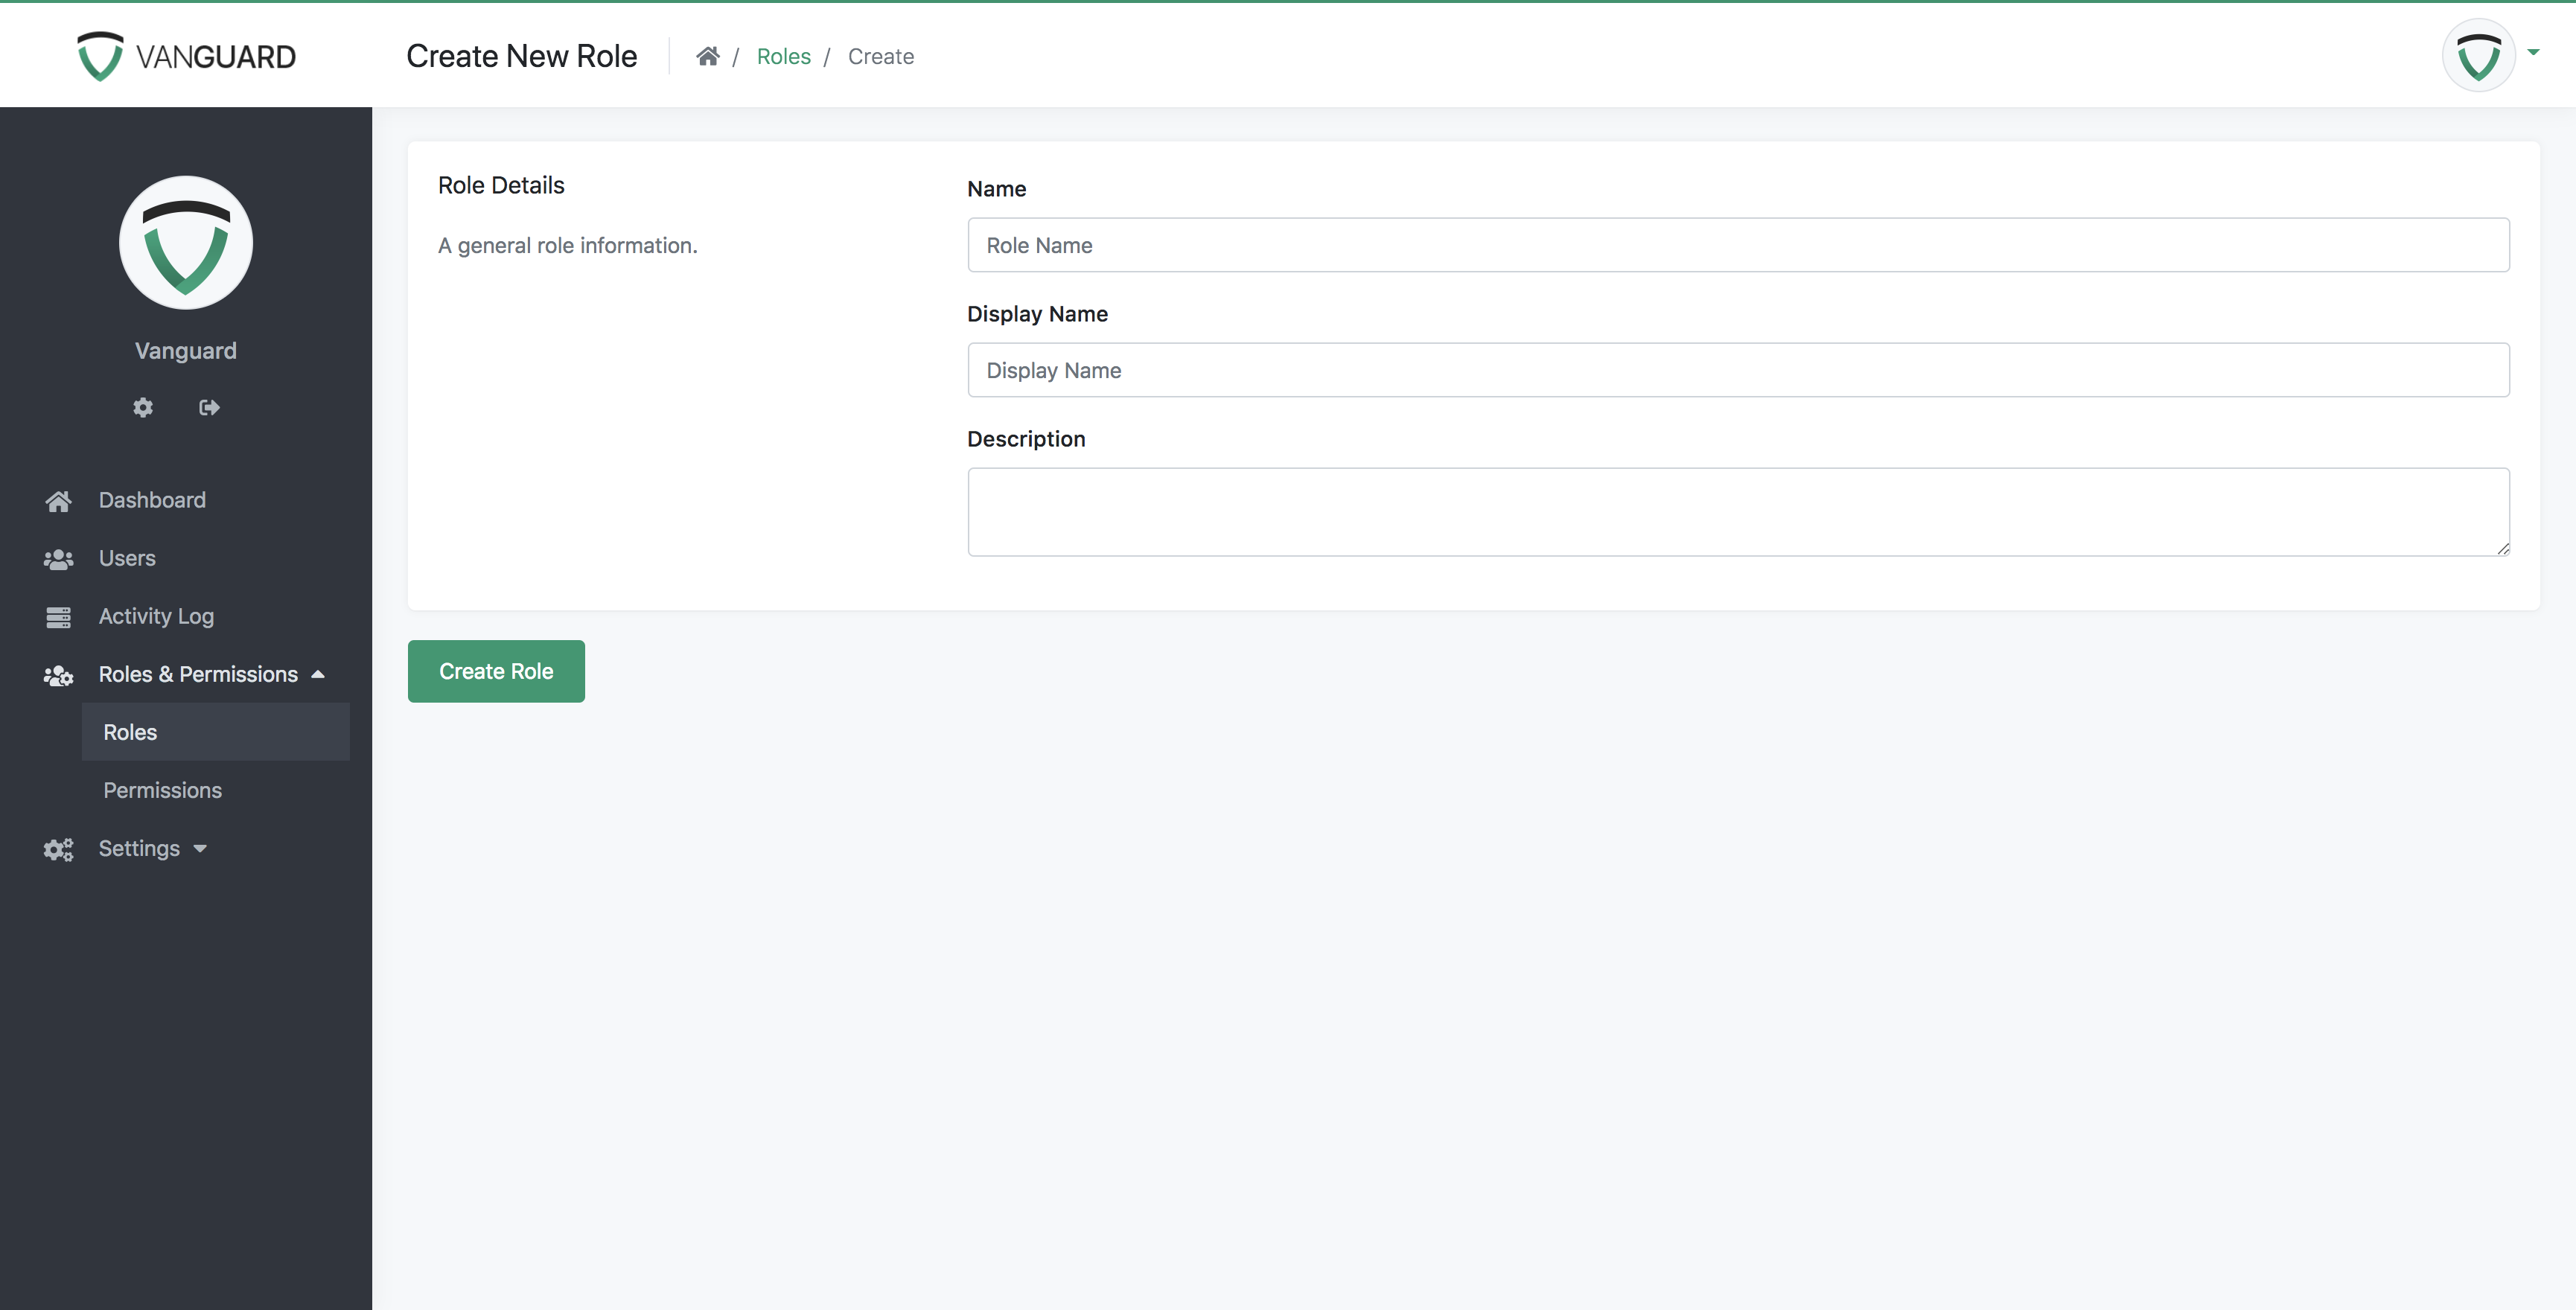 VANGUARD
Create New Role
/ Roles / Create
Vanguard
Dashboard
Users
Activity Log
Roles & Permissions
Roles
Permissions
Settings
Role Details
A general role information.
Name
Role Name
Display Name
Display Name
Description
Create Role